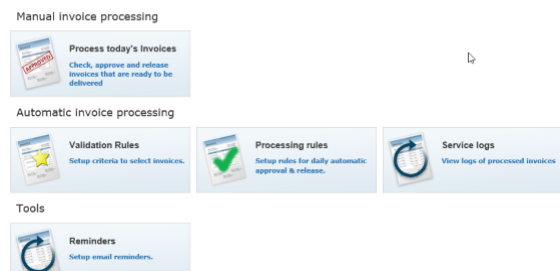 Manual invoice processing
Process today's Invoices
Check, approve and release
invoices that are ready to be
delivered
APPROVED
Automatic invoice processing
Validation Rules
Setup criteria to select invoices.
Processing rules
Setup rules for daily automatic
approval & release.
Service logs
View logs of processed invoices
Tools
Reminders
Setup email reminders.